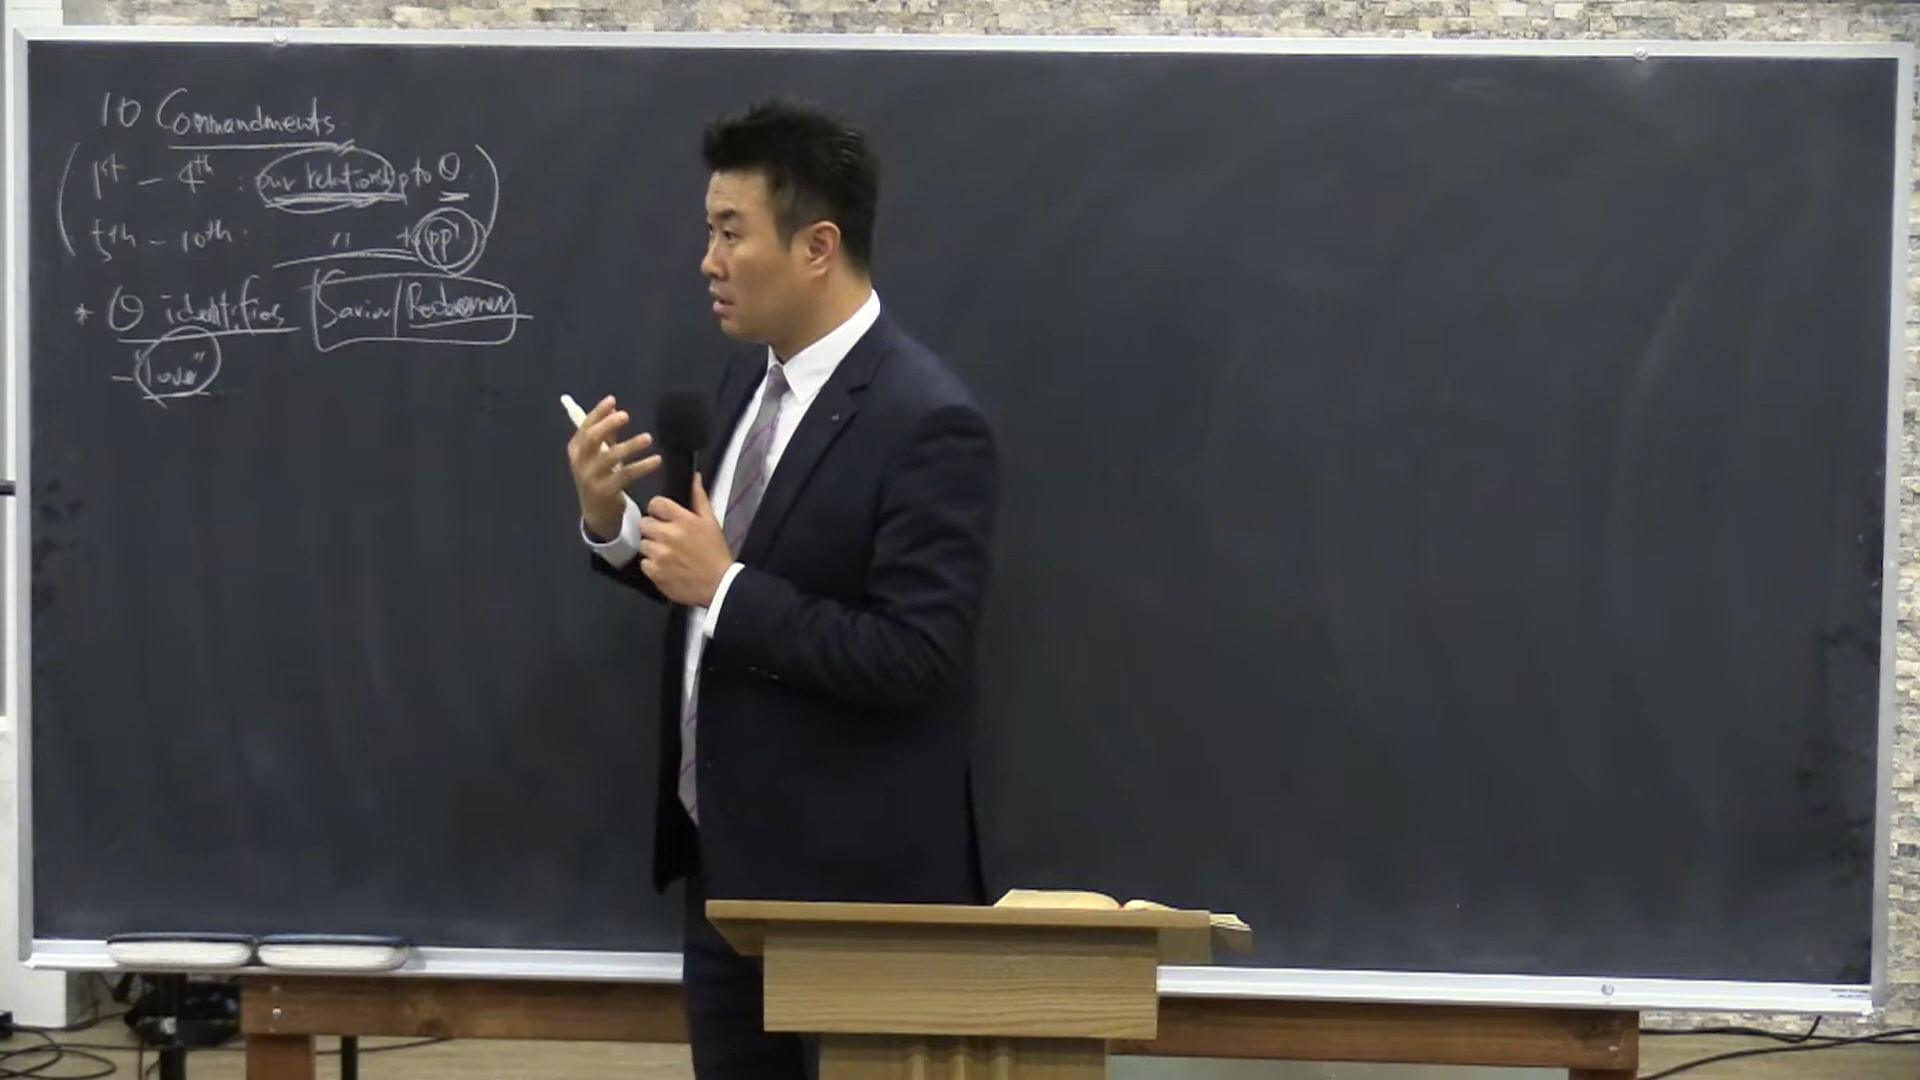 10 Commandments
1st - 4th : our relationship to Θ
5th - 10th : " to ppl
* Θ identifies Savior/Redeemer
- "love"